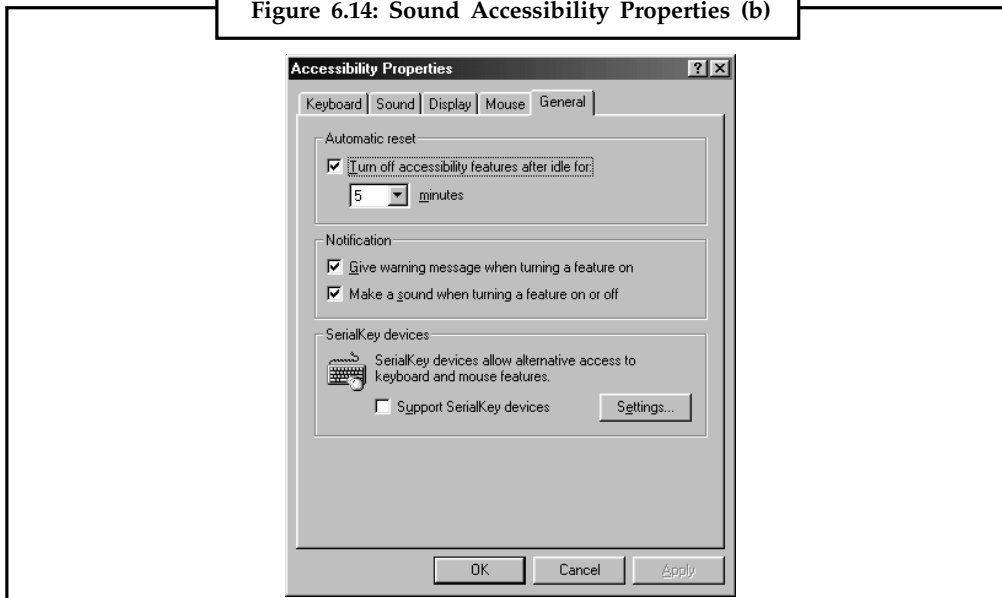 Figure 6.14: Sound Accessibility Properties (b)
Accessibility Properties
Keyboard Sound Display Mouse General
Automatic reset
Turn off accessibility features after idle for:
5 minutes
Notification
Give warning message when turning a feature on
Make a sound when turning a feature on or off
SerialKey devices
SerialKey devices allow alternative access to
keyboard and mouse features.
Support SerialKey devices Settings...
OK Cancel Apply